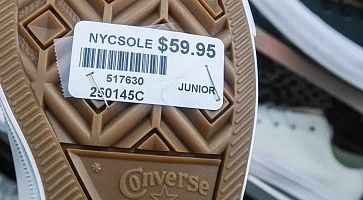 NYCSOLE $59.95
517630
250145C JUNIOR
Converse